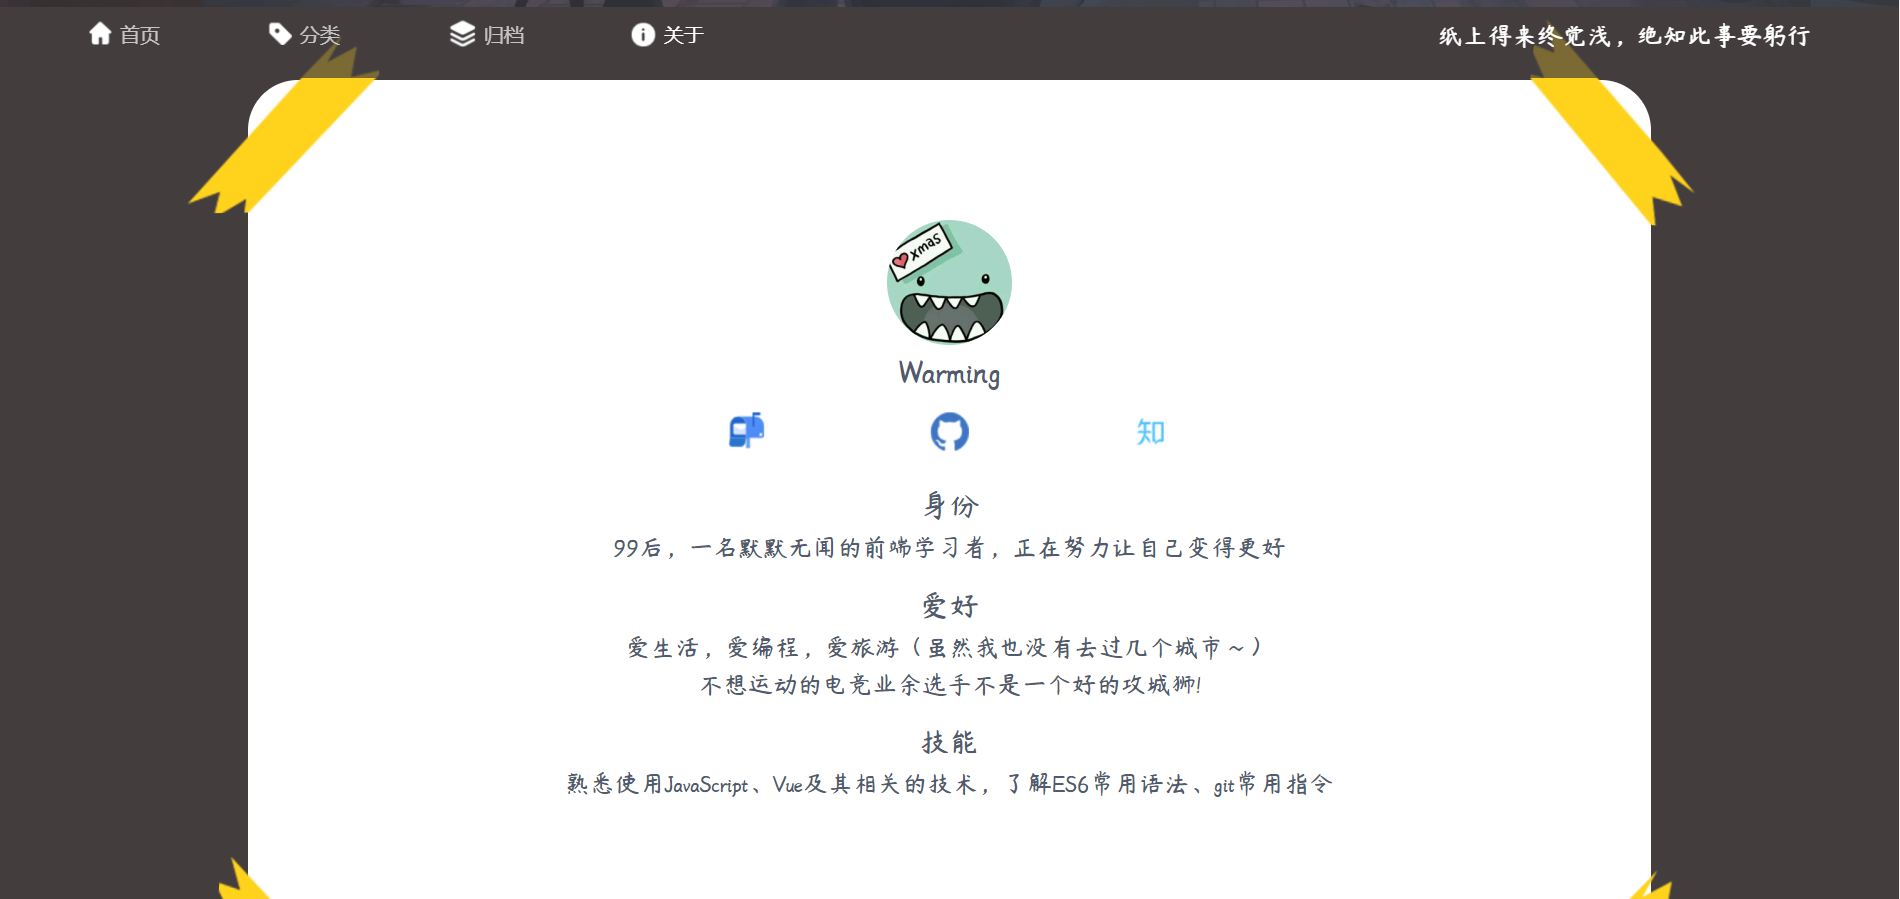 首页
分类
归档
关于
纸上得来终觉浅，绝知此事要躬行
xmas
Warming
知
身份
99后，一名默默无闻的前端学习者，正在努力让自己变得更好
爱好
爱生活，爱编程，爱旅游（虽然我也没有去过几个城市～）
不想运动的电竞业余选手不是一个好的攻城狮!
技能
熟悉使用JavaScript、Vue及其相关的技术，了解ES6常用语法、git常用指令